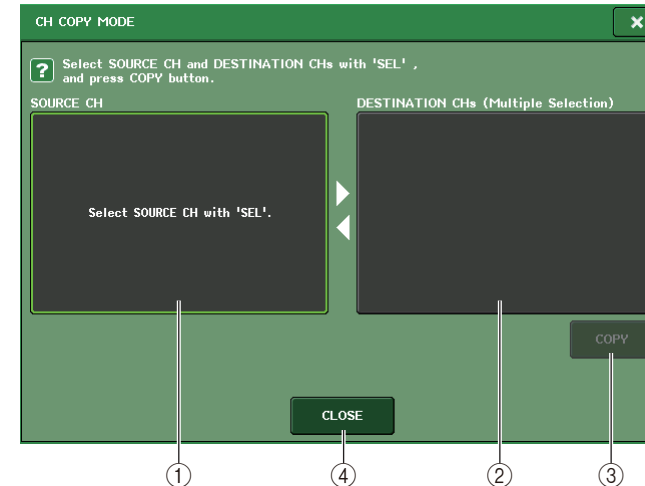 CH COPY MODE
?
Select SOURCE CH and DESTINATION CHs with 'SEL' ,
and press COPY button.
SOURCE CH
DESTINATION CHs (Multiple Selection)
Select SOURCE CH with 'SEL'.
COPY
CLOSE
① ④ ② ③